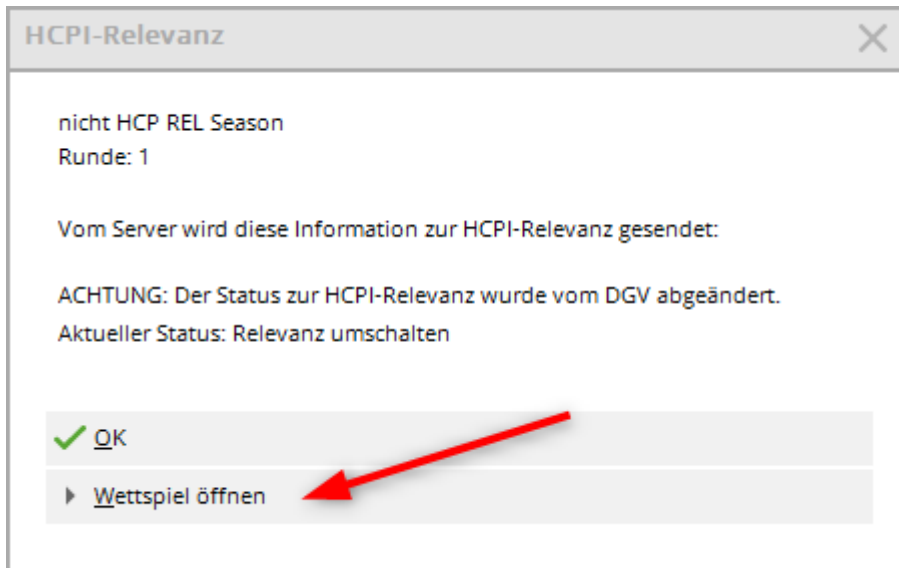 HCPI-Relevanz
nicht HCP REL Season
Runde: 1
Vom Server wird diese Information zur HCPI-Relevanz gesendet:
ACHTUNG: Der Status zur HCPI-Relevanz wurde vom DGV abgeändert.
Aktueller Status: Relevanz umschalten
OK
Wettspiel öffnen